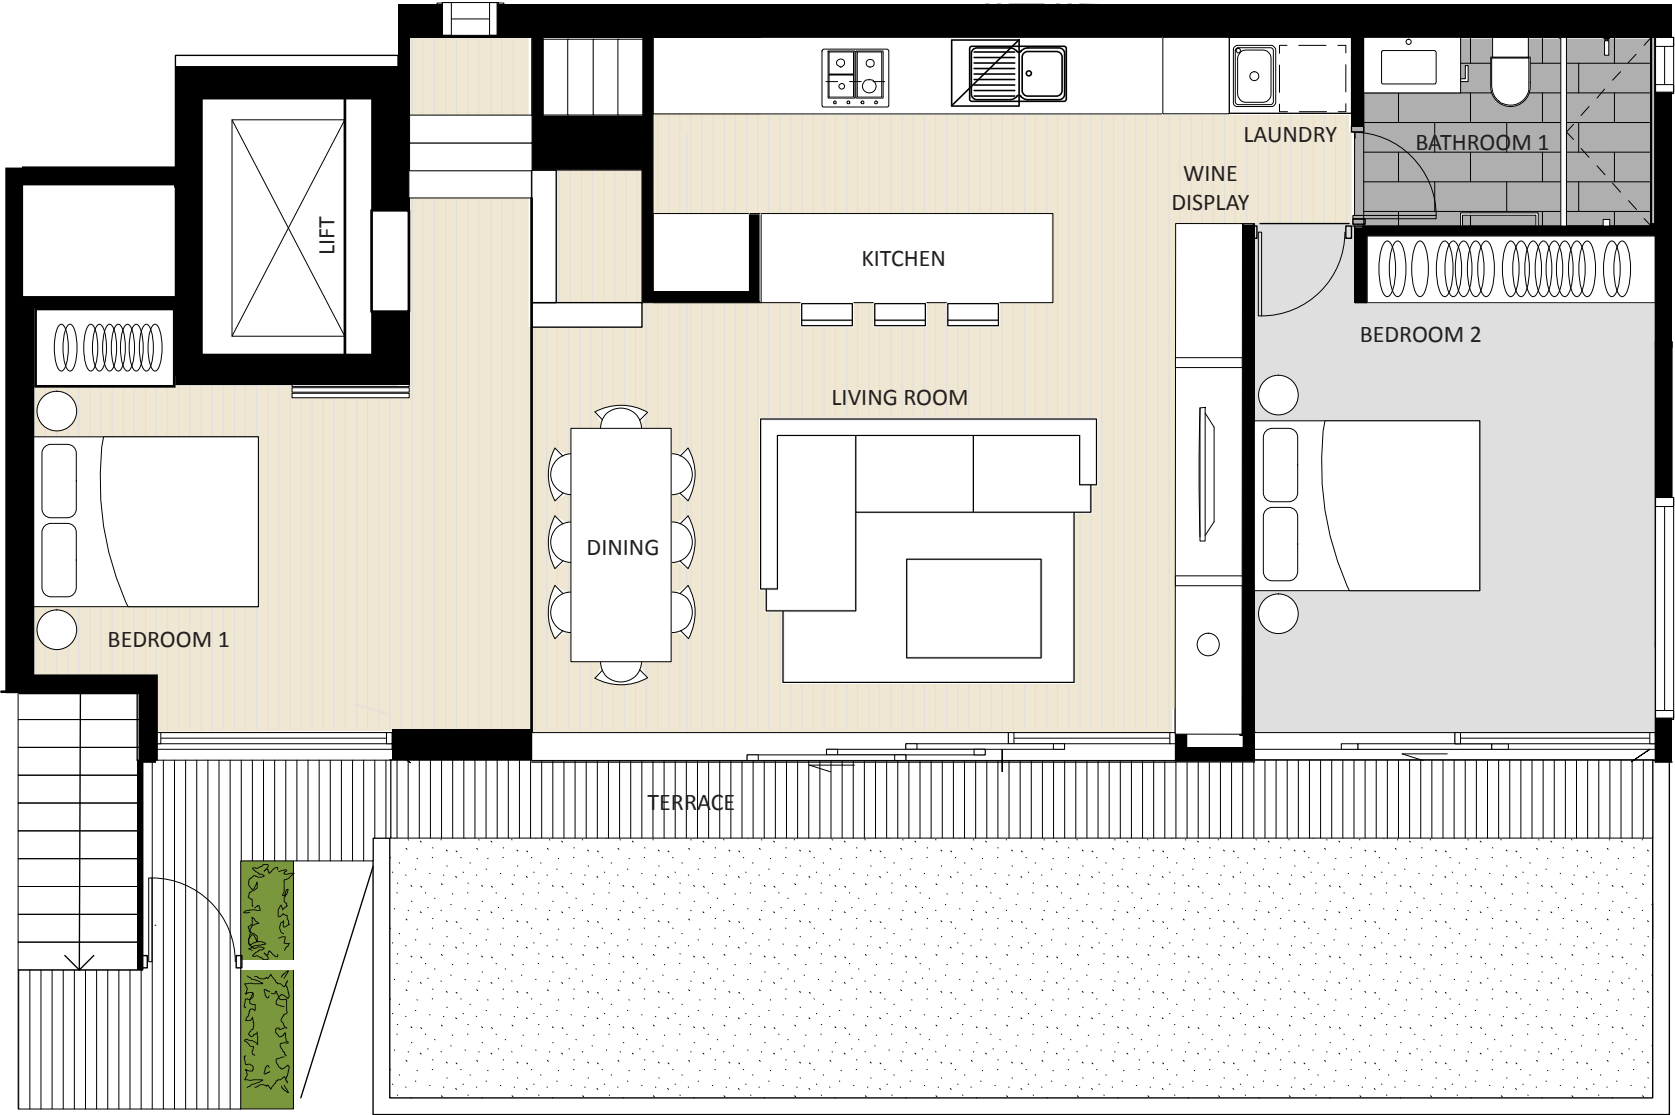 LAUNDRY
BATHROOM 1
WINE
DISPLAY
LIFT
KITCHEN
BEDROOM 2
LIVING ROOM
DINING
BEDROOM 1
TERRACE